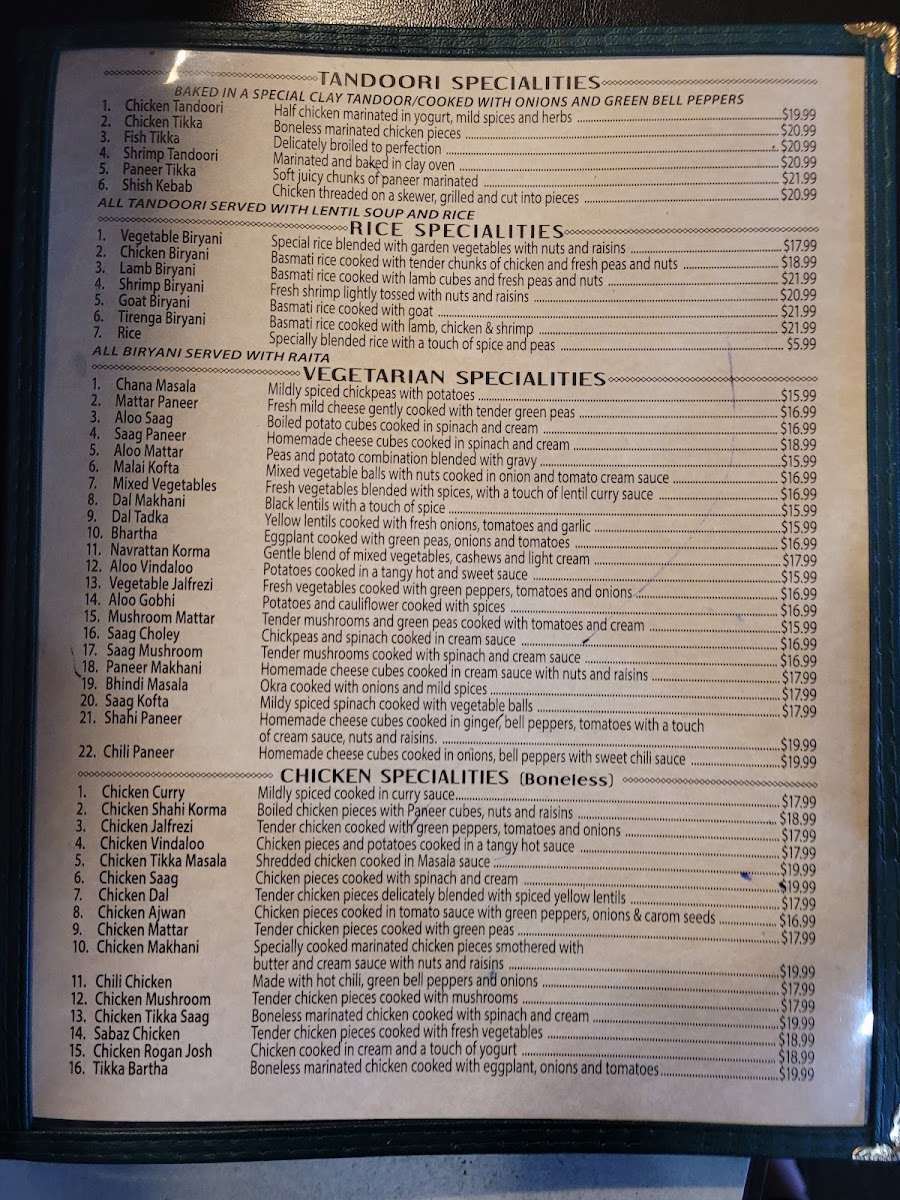 TANDOORI SPECIALITIES
BAKED IN A SPECIAL CLAY TANDOOR/COOKED WITH ONIONS AND GREEN BELL PEPPERS
1. Chicken Tandoori Half chicken marinated in yogurt, mild spices and herbs $19.99
2. Chicken Tikka Boneless marinated chicken pieces $20.99
3. Fish Tikka Delicately broiled to perfection $20.99
4. Shrimp Tandoori Marinated and baked in clay oven $20.99
5. Paneer Tikka Soft juicy chunks of paneer marinated $21.99
6. Shish Kebab Chicken threaded on a skewer, grilled and cut into pieces $20.99
ALL TANDOORI SERVED WITH LENTIL SOUP AND RICE
RICE SPECIALITIES
1. Vegetable Biryani Special rice blended with garden vegetables with nuts and raisins $17.99
2. Chicken Biryani Basmati rice cooked with tender chunks of chicken and fresh peas and nuts $18.99
3. Lamb Biryani Basmati rice cooked with lamb cubes and fresh peas and nuts $21.99
4. Shrimp Biryani Fresh shrimp lightly tossed with nuts and raisins $20.99
5. Goat Biryani Basmati rice cooked with goat $21.99
6. Tirenga Biryani Basmati rice cooked with lamb, chicken & shrimp $21.99
7. Rice Specially blended rice with a touch of spice and peas $5.99
ALL BIRYANI SERVED WITH RAITA
VEGETARIAN SPECIALITIES
1. Chana Masala Mildly spiced chickpeas with potatoes $15.99
2. Mattar Paneer Fresh mild cheese gently cooked with tender green peas $16.99
3. Aloo Saag Boiled potato cubes cooked in spinach and cream $16.99
4. Saag Paneer Homemade cheese cubes cooked in spinach and cream $18.99
5. Aloo Mattar Peas and potato combination blended with gravy $15.99
6. Malai Kofta Mixed vegetable balls with nuts cooked in onion and tomato cream sauce $16.99
7. Mixed Vegetables Fresh vegetables blended with spices, with a touch of lentil curry sauce $16.99
8. Dal Makhani Black lentils with a touch of spice $15.99
9. Dal Tadka Yellow lentils cooked with fresh onions, tomatoes and garlic $15.99
10. Bhartha Eggplant cooked with green peas, onions and tomatoes $16.99
11. Navrattan Korma Gentle blend of mixed vegetables, cashews and light cream $17.99
12. Aloo Vindaloo Potatoes cooked in a tangy hot and sweet sauce $15.99
13. Vegetable Jalfrezi Fresh vegetables cooked with green peppers, tomatoes and onions $16.99
14. Aloo Gobhi Potatoes and cauliflower cooked with spices $16.99
15. Mushroom Mattar Tender mushrooms and green peas cooked with tomatoes and cream $15.99
16. Saag Choley Chickpeas and spinach cooked in cream sauce $16.99
17. Saag Mushroom Tender mushrooms cooked with spinach and cream sauce $16.99
18. Paneer Makhani Homemade cheese cubes cooked in cream sauce with nuts and raisins $17.99
19. Bhindi Masala Okra cooked with onions and mild spices $17.99
20. Saag Kofta Mildy spiced spinach cooked with vegetable balls $17.99
21. Shahi Paneer Homemade cheese cubes cooked in ginger, bell peppers, tomatoes with a touch
of cream sauce, nuts and raisins. $19.99
22. Chili Paneer Homemade cheese cubes cooked in onions, bell peppers with sweet chili sauce $19.99
CHICKEN SPECIALITIES (Boneless)
1. Chicken Curry Mildly spiced cooked in curry sauce $17.99
2. Chicken Shahi Korma Boiled chicken pieces with Paneer cubes, nuts and raisins $18.99
3. Chicken Jalfrezi Tender chicken cooked with green peppers, tomatoes and onions $17.99
4. Chicken Vindaloo Chicken pieces and potatoes cooked in a tangy hot sauce $17.99
5. Chicken Tikka Masala Shredded chicken cooked in Masala sauce $19.99
6. Chicken Saag Chicken pieces cooked with spinach and cream $19.99
7. Chicken Dal Tender chicken pieces delicately blended with spiced yellow lentils $17.99
8. Chicken Ajwan Chicken pieces cooked in tomato sauce with green peppers, onions & carom seeds $16.99
9. Chicken Mattar Tender chicken pieces cooked with green peas $17.99
10. Chicken Makhani Specially cooked marinated chicken pieces smothered with
butter and cream sauce with nuts and raisins $19.99
11. Chili Chicken Made with hot chili, green bell peppers and onions $17.99
12. Chicken Mushroom Tender chicken pieces cooked with mushrooms $17.99
13. Chicken Tikka Saag Boneless marinated chicken cooked with spinach and cream $19.99
14. Sabaz Chicken Tender chicken pieces cooked with fresh vegetables $18.99
15. Chicken Rogan Josh Chicken cooked in cream and a touch of yogurt $18.99
16. Tikka Bartha Boneless marinated chicken cooked with eggplant, onions and tomatoes $19.99